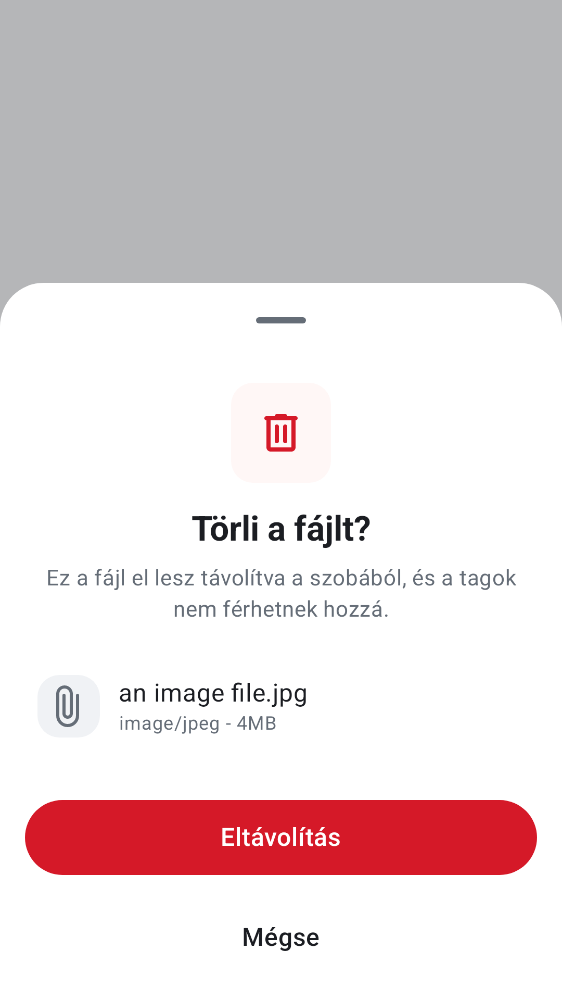 Törli a fájlt?
Ez a fájl el lesz távolítva a szobából, és a tagok
nem férhetnek hozzá.
an image file.jpg
image/jpeg - 4MB
Eltávolítás
Mégse